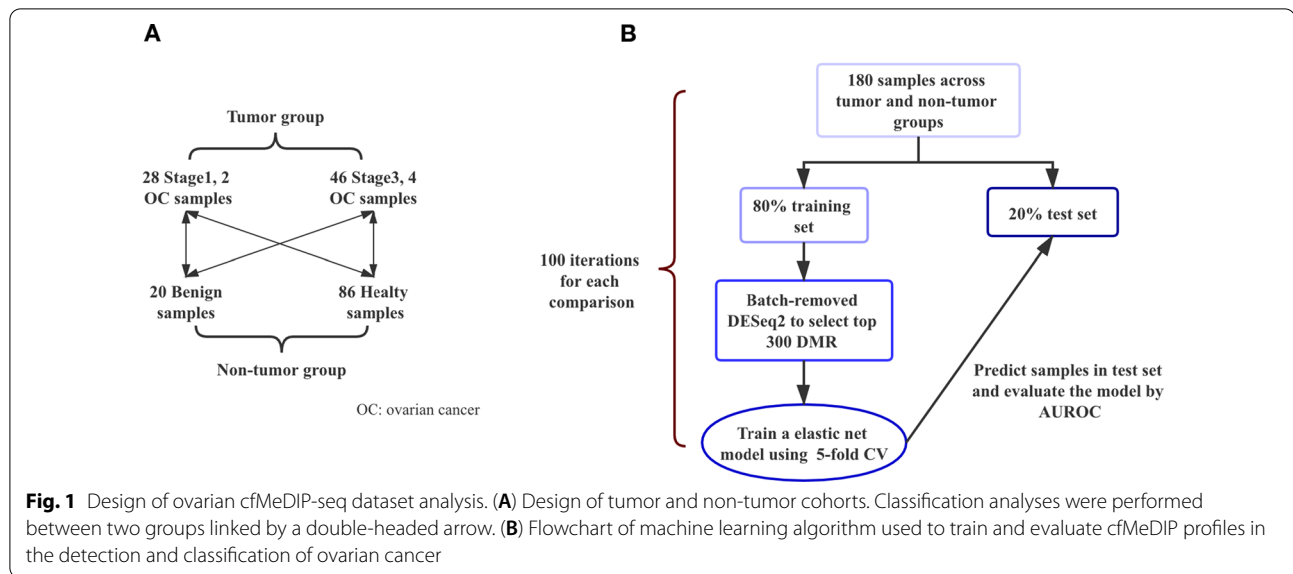 A
Tumor group
28 Stage1, 2
OC samples
46 Stage3, 4
OC samples
20 Benign
samples
86 Healty
samples
Non-tumor group
OC: ovarian cancer
B
180 samples across
tumor and non-tumor
groups
80% training
set
20% test set
100 iterations
for each
comparison
Batch-removed
DESeq2 to select top
300 DMR
Predict samples in test set
and evaluate the model by
AUROC
Train a elastic net
model using 5-fold CV
Fig. 1 Design of ovarian cfMeDIP-seq dataset analysis. (A) Design of tumor and non-tumor cohorts. Classification analyses were performed
between two groups linked by a double-headed arrow. (B) Flowchart of machine learning algorithm used to train and evaluate cfMeDIP profiles in
the detection and classification of ovarian cancer